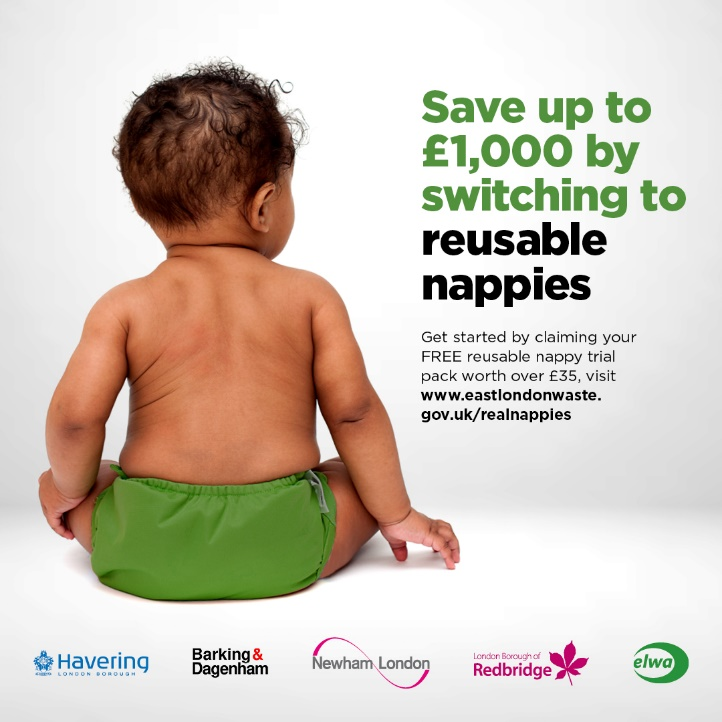 Save up to
£1,000 by
switching to
reusable
nappies
Get started by claiming your
FREE reusable nappy trial
pack worth over £35, visit
www.eastlondonwaste.
gov.uk/realnappies
Havering
LONDON BOROUGH
Barking &
Dagenham
Newham London
London Borough of
Redbridge
elwa